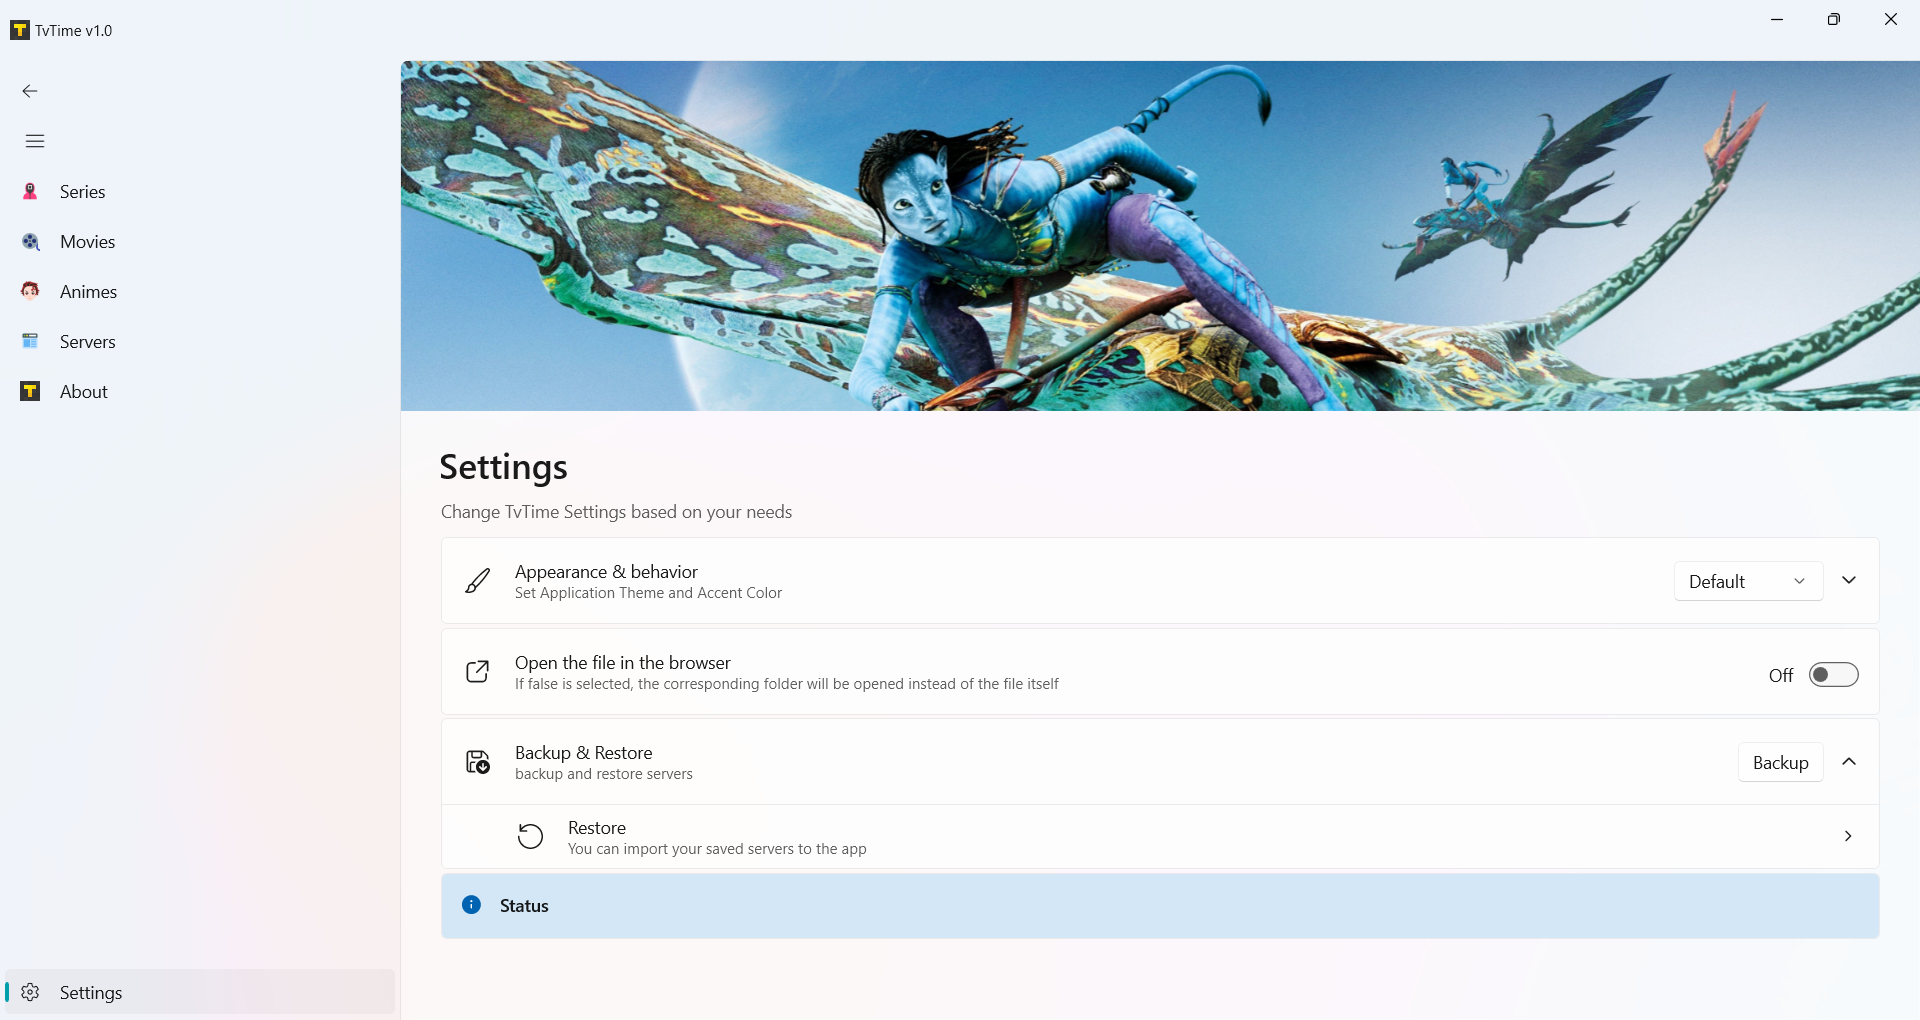 TvTime v1.0
Series
Movies
Animes
Servers
About
Settings
Settings
Change TvTime Settings based on your needs
Appearance & behavior
Set Application Theme and Accent Color
Default
Open the file in the browser
If false is selected, the corresponding folder will be opened instead of the file itself
Off
Backup & Restore
backup and restore servers
Backup
Restore
You can import your saved servers to the app
Status